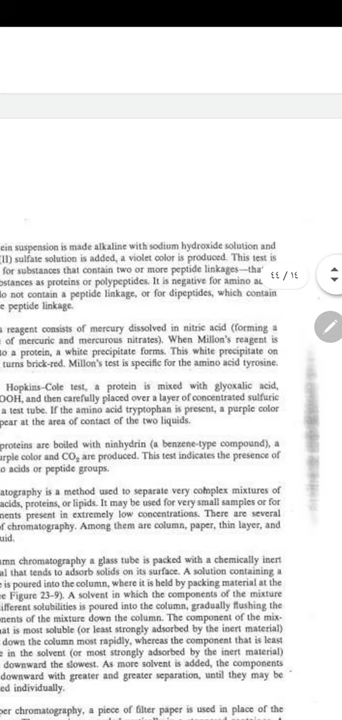 ein suspension is made alkaline with sodium hydroxide solution and
(II) sulfate solution is added, a violet color is produced. This test is
for substances that contain two or more peptide linkages—tha
bstances as proteins or polypeptides. It is negative for amino ac
lo not contain a peptide linkage, or for dipeptides, which contain
e peptide linkage.
٤٤ / ١٤
s reagent consists of mercury dissolved in nitric acid (forming a
of mercuric and mercurous nitrates). When Millon's reagent is
to a protein, a white precipitate forms. This white precipitate on
turns brick-red. Millon's test is specific for the amino acid tyrosine.
Hopkins-Cole test, a protein is mixed with glyoxalic acid,
OOH, and then carefully placed over a layer of concentrated sulfuric
a test tube. If the amino acid tryptophan is present, a purple color
pear at the area of contact of the two liquids.
proteins are boiled with ninhydrin (a benzene-type compound), a
urple color and CO₂ are produced. This test indicates the presence of
o acids or peptide groups.
atography is a method used to separate very complex mixtures of
acids, proteins, or lipids. It may be used for very small samples or for
nents present in extremely low concentrations. There are several
of chromatography. Among them are column, paper, thin layer, and
uid.
mn chromatography a glass tube is packed with a chemically inert
al that tends to adsorb solids on its surface. A solution containing a
e is poured into the column, where it is held by packing material at the
e Figure 23-9). A solvent in which the components of the mixture
ifferent solubilities is poured into the column, gradually flushing the
nents of the mixture down the column. The component of the mix-
hat is most soluble (or least strongly adsorbed by the inert material)
down the column most rapidly, whereas the component that is least
e in the solvent (or most strongly adsorbed by the inert material)
downward the slowest. As more solvent is added, the components
downward with greater and greater separation, until they may be
ed individually.
per chromatography, a piece of filter paper is used in place of the